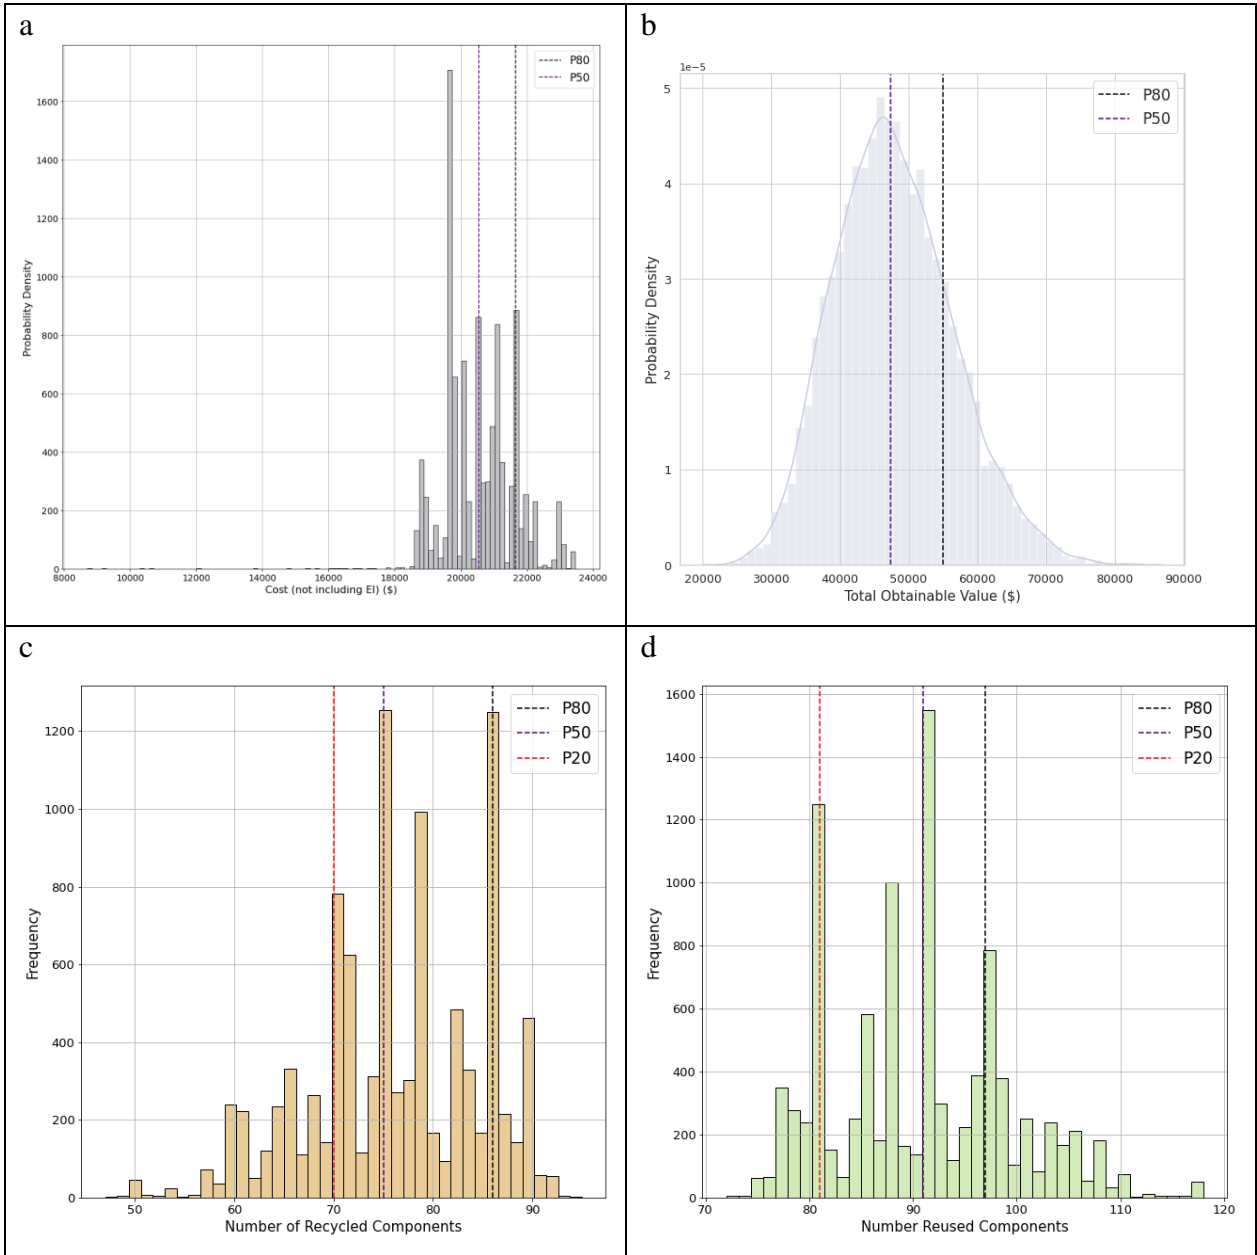 a
P80
P50
1600
1400
1200
1000
800
600
400
200
0
Probability Density
8000 10000 12000 14000 16000 18000 20000 22000 24000
Cost (not including EI) ($)
b
1e−5
P80
P50
5
4
3
2
1
0
Probability Density
20000 30000 40000 50000 60000 70000 80000 90000
Total Obtainable Value ($)
c
P80
P50
P20
1200
1000
800
600
400
200
0
Frequency
50 60 70 80 90
Number of Recycled Components
d
P80
P50
P20
1600
1400
1200
1000
800
600
400
200
0
Frequency
70 80 90 100 110 120
Number Reused Components